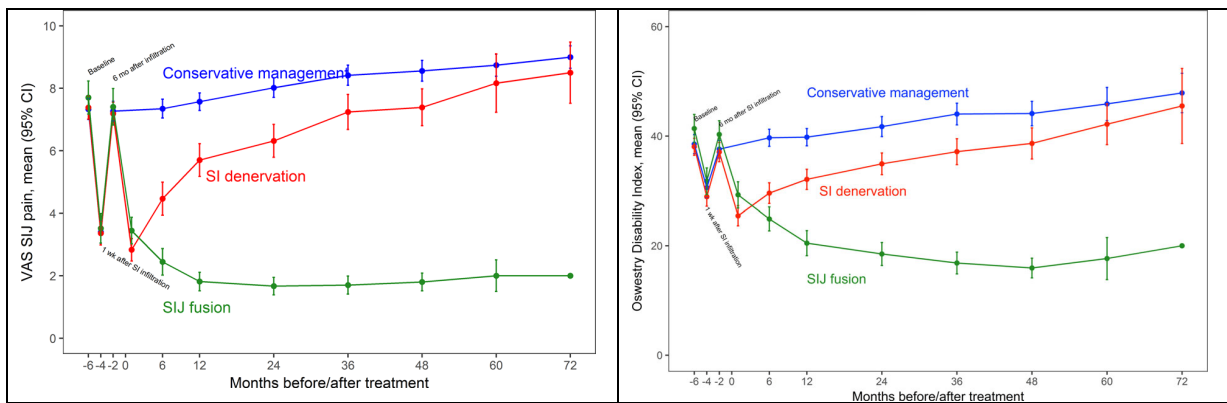 10
8
6
4
2
0
VAS SIJ pain, mean (95% CI)
Baseline
6 mo after infiltration
1 wk after SI infiltration
Conservative management
SI denervation
SIJ fusion
-6 -4 -2 0 6 12 24 36 48 60 72
Months before/after treatment
60
40
20
0
Oswestry Disability Index, mean (95% CI)
Baseline
6 mo after SI infiltration
1 wk after SI infiltration
Conservative management
SI denervation
SIJ fusion
-6 -4 -2 0 6 12 24 36 48 60 72
Months before/after treatment